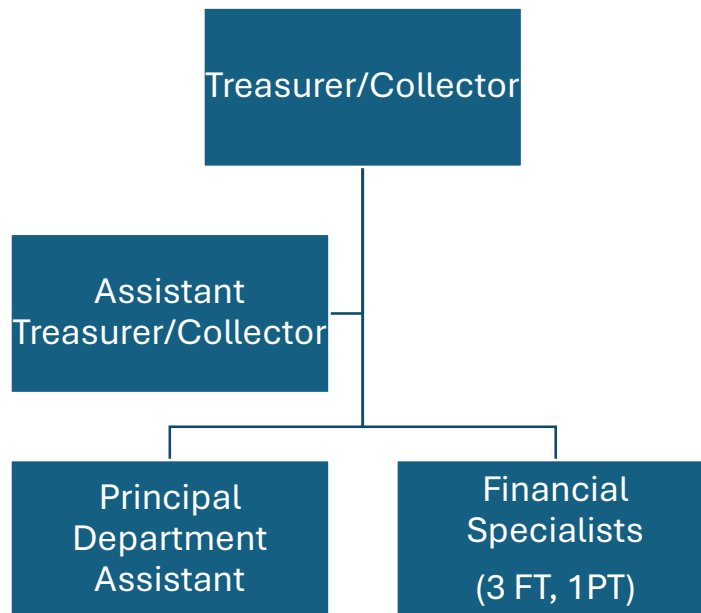 Treasurer/Collector
Assistant
Treasurer/Collector
Principal
Department
Assistant
Financial
Specialists
(3 FT, 1PT)